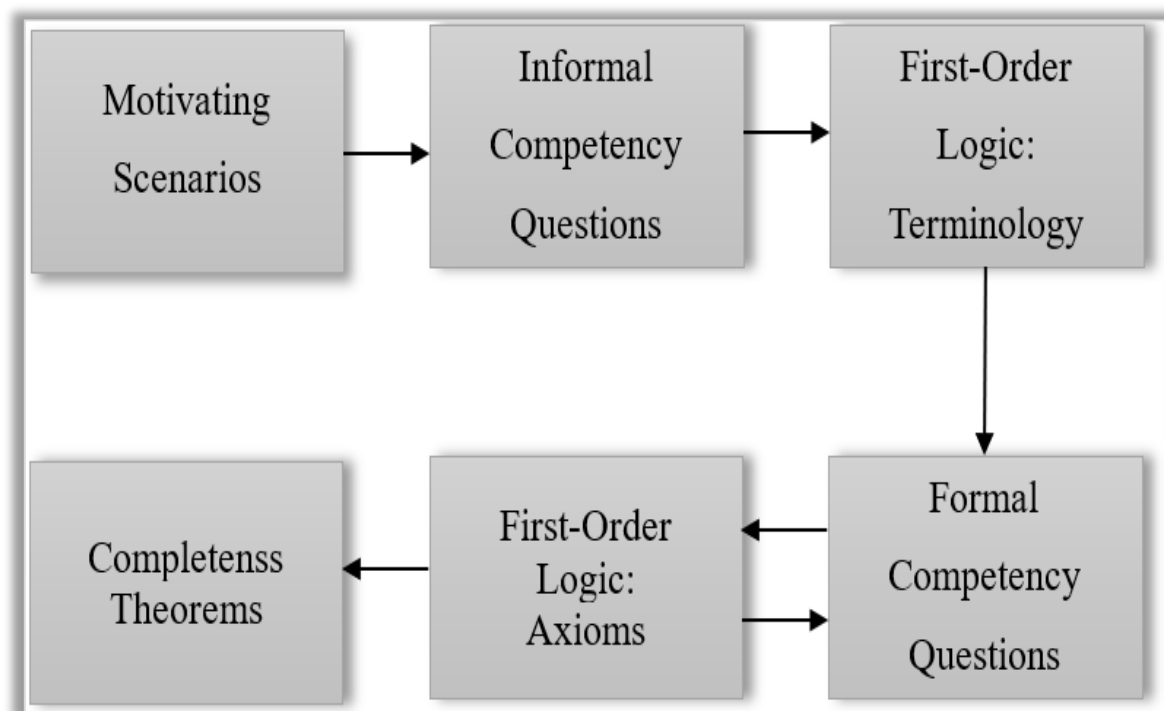 Motivating
Scenarios
Informal
Competency
Questions
First-Order
Logic:
Terminology
Completenss
Theorems
First-Order
Logic:
Axioms
Formal
Competency
Questions